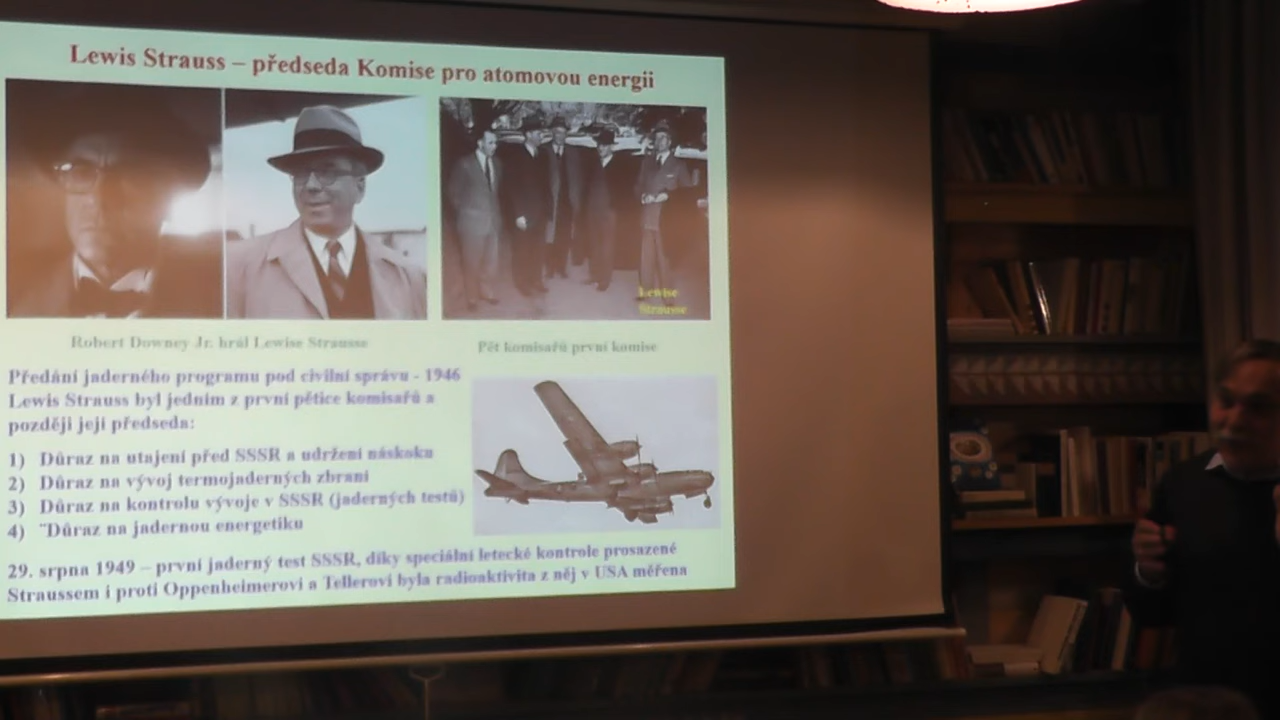 Lewis Strauss – předseda Komise pro atomovou energii
Lewise
Strausse
Robert Downey Jr. hrál Lewise Strausse
Pět komisařů první komise
Předání jaderného programu pod civilní správu - 1946
Lewis Strauss byl jedním z první pětice komisařů a
později její předseda:
1) Důraz na utajení před SSSR a udržení náskoku
2) Důraz na vývoj termojaderných zbraní
3) Důraz na kontrolu vývoje v SSSR (jaderných testů)
4) ¨Důraz na jadernou energetiku
29. srpna 1949 – první jaderný test SSSR, díky speciální letecké kontrole prosazené
Straussem i proti Oppenheimerovi a Tellerovi byla radioaktivita z něj v USA měřena